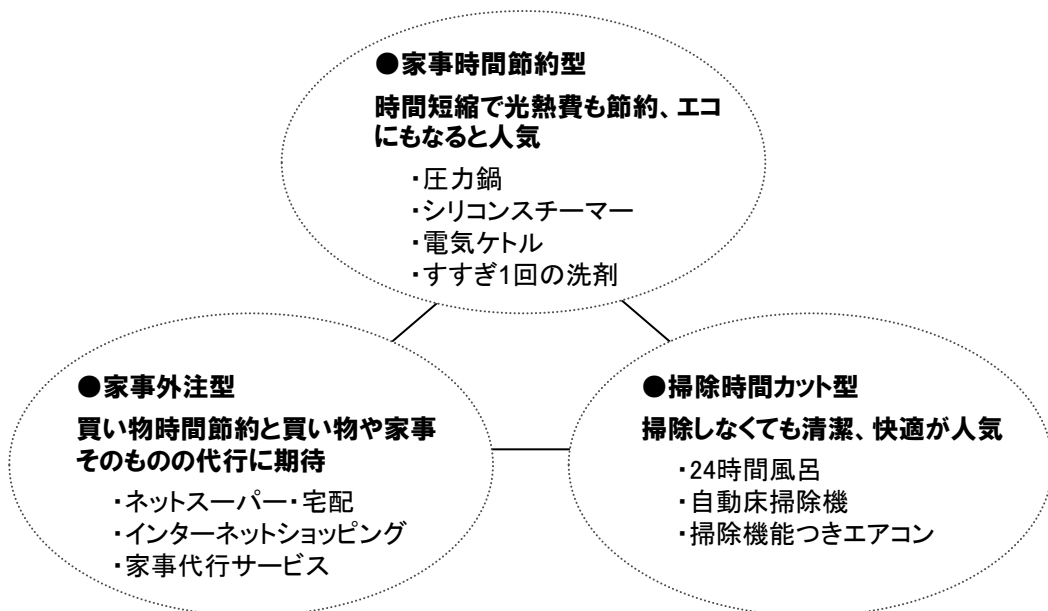 ●家事時間節約型
時間短縮で光熱費も節約、エコ
にもなると人気
・圧力鍋
・シリコンスチーマー
・電気ケトル
・すすぎ1回の洗剤
●家事外注型
買い物時間節約と買い物や家事
そのものの代行に期待
・ネットスーパー・宅配
・インターネットショッピング
・家事代行サービス
●掃除時間カット型
掃除しなくても清潔、快適が人気
・24時間風呂
・自動床掃除機
・掃除機能つきエアコン